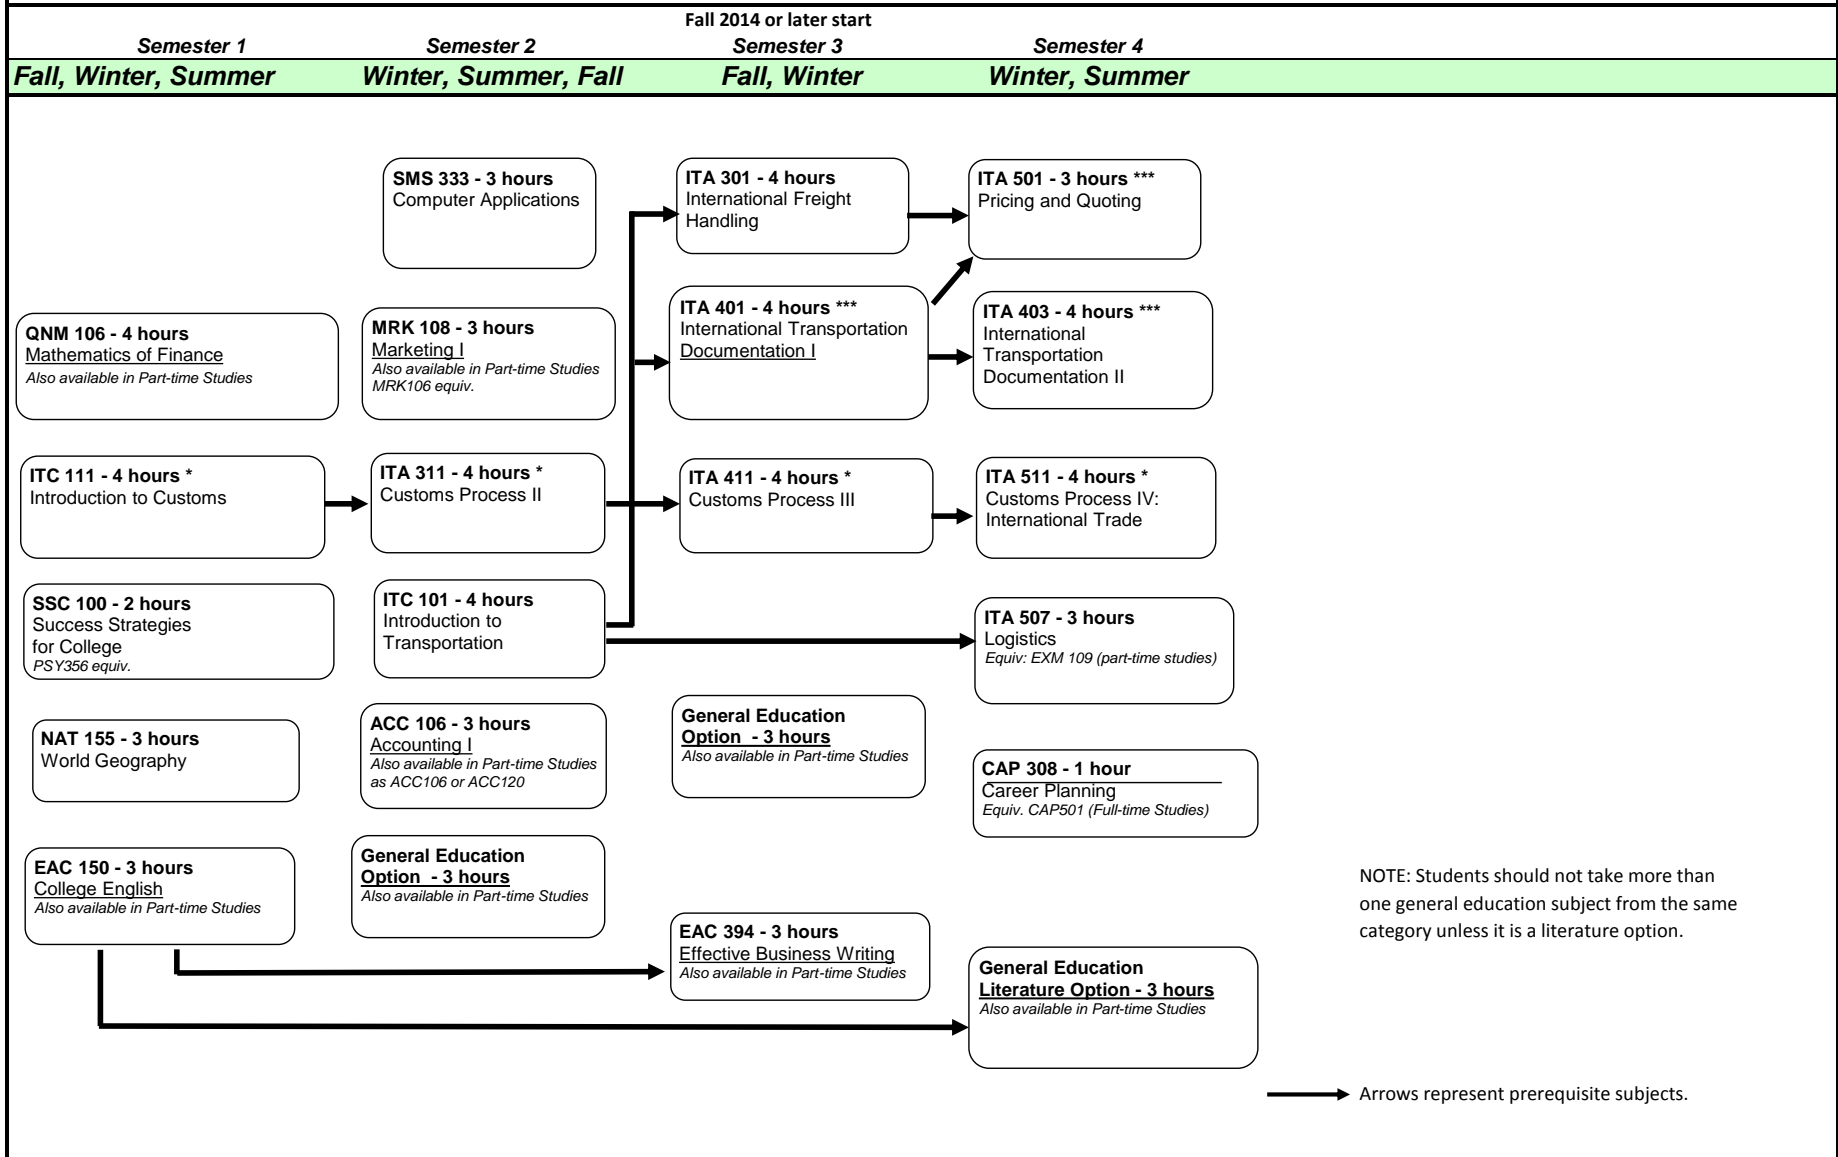 Fall 2014 or later start
Semester 1
Semester 2
Semester 3
Semester 4
Fall, Winter, Summer
Winter, Summer, Fall
Fall, Winter
Winter, Summer
QNM 106 - 4 hours
Mathematics of Finance
Also available in Part-time Studies
ITC 111 - 4 hours *
Introduction to Customs
SSC 100 - 2 hours
Success Strategies
for College
PSY356 equiv.
NAT 155 - 3 hours
World Geography
EAC 150 - 3 hours
College English
Also available in Part-time Studies
SMS 333 - 3 hours
Computer Applications
MRK 108 - 3 hours
Marketing I
Also available in Part-time Studies
MRK106 equiv.
ITA 311 - 4 hours *
Customs Process II
ITC 101 - 4 hours
Introduction to
Transportation
ACC 106 - 3 hours
Accounting I
Also available in Part-time Studies
as ACC106 or ACC120
General Education
Option  - 3 hours
Also available in Part-time Studies
ITA 301 - 4 hours
International Freight
Handling
ITA 401 - 4 hours ***
International Transportation
Documentation I
ITA 411 - 4 hours *
Customs Process III
General Education
Option  - 3 hours
Also available in Part-time Studies
EAC 394 - 3 hours
Effective Business Writing
Also available in Part-time Studies
ITA 501 - 3 hours ***
Pricing and Quoting
ITA 403 - 4 hours ***
International
Transportation
Documentation II
ITA 511 - 4 hours *
Customs Process IV:
International Trade
ITA 507 - 3 hours
Logistics
Equiv: EXM 109 (part-time studies)
CAP 308 - 1 hour
Career Planning
Equiv. CAP501 (Full-time Studies)
General Education
Literature Option - 3 hours
Also available in Part-time Studies
NOTE: Students should not take more than
one general education subject from the same
category unless it is a literature option.
Arrows represent prerequisite subjects.